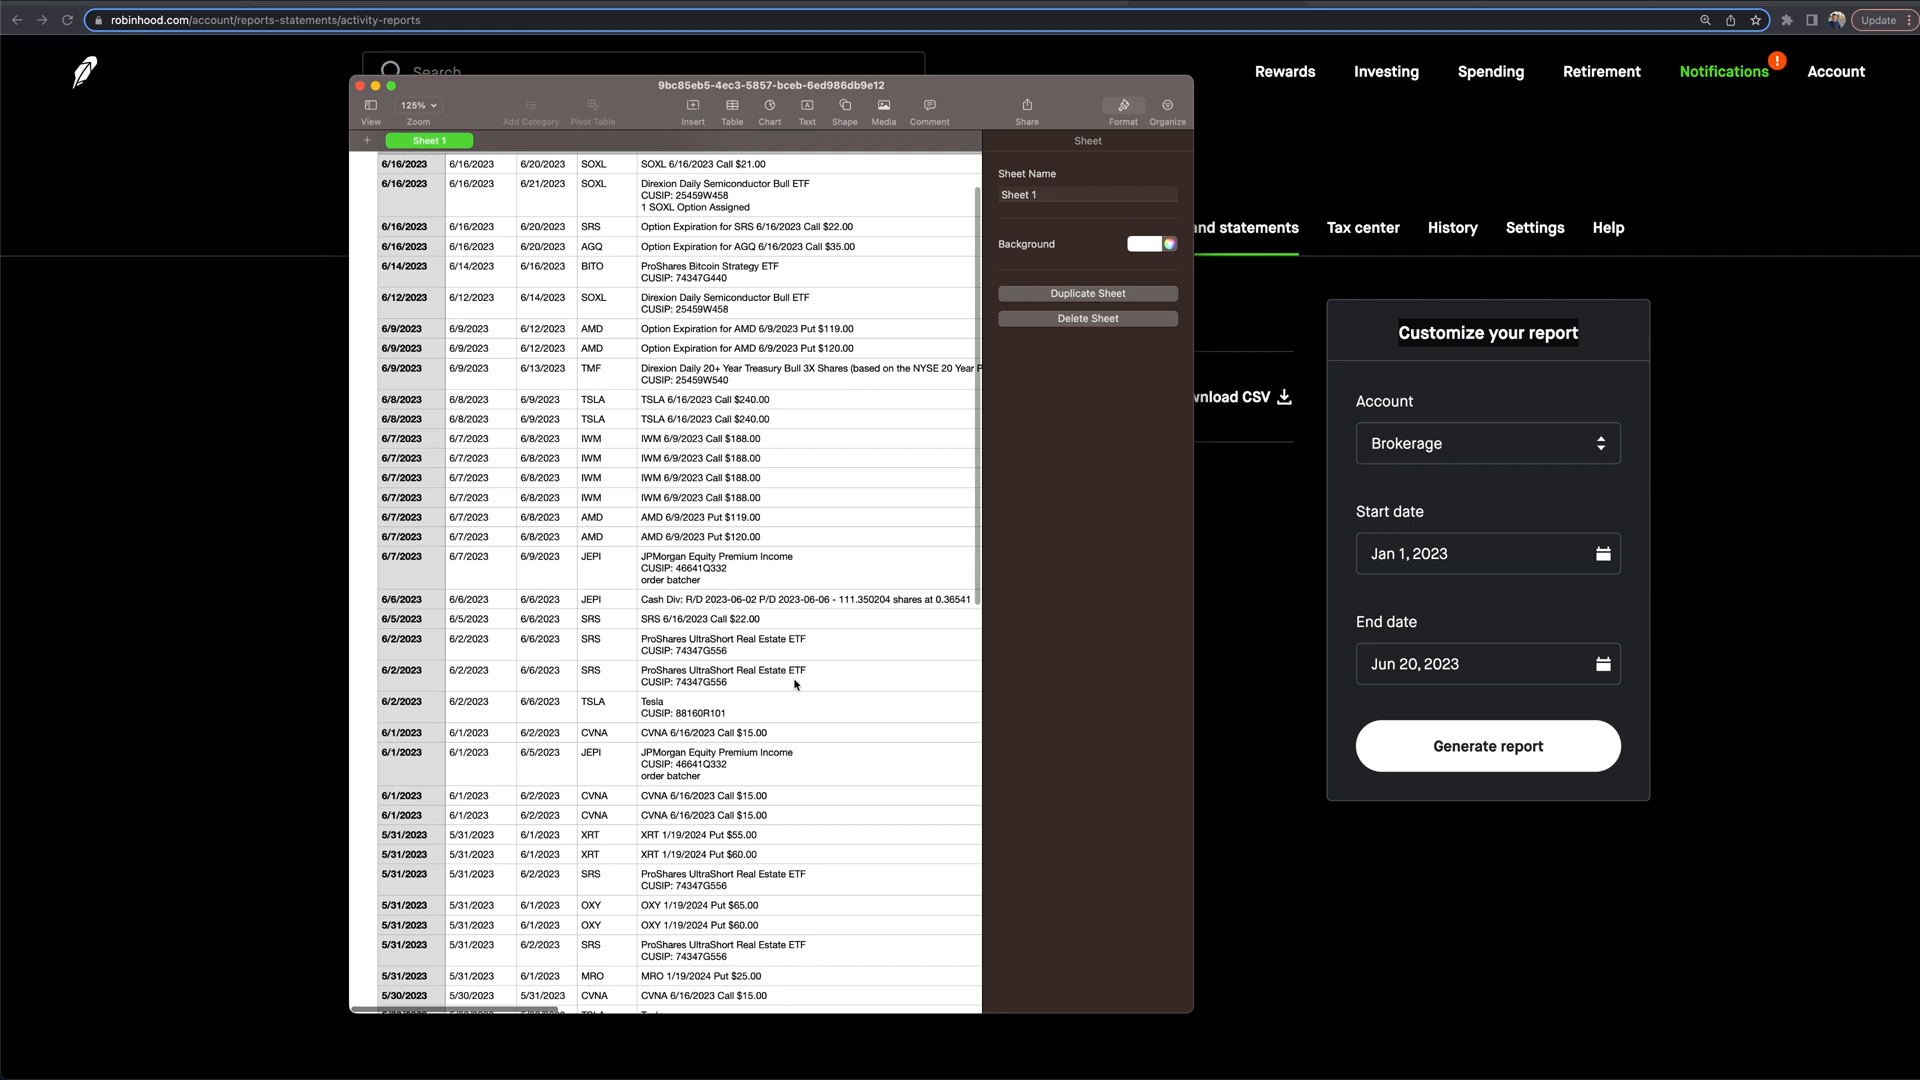 robinhood.com/account/reports-statements/activity-reports
Update
Search
Rewards
Investing
Spending
Retirement
Notifications
!
Account
9bc85eb5-4ec3-5857-bceb-6ed986db9e12
125%
View
Zoom
Add Category
Pivot Table
Insert
Table
Chart
Text
Shape
Media
Comment
Share
Format
Organize
+
Sheet 1
Sheet
6/16/2023 6/16/2023 6/20/2023 SOXL SOXL 6/16/2023 Call $21.00
6/16/2023 6/16/2023 6/21/2023 SOXL Direxion Daily Semiconductor Bull ETF
CUSIP: 25459W458
1 SOXL Option Assigned
6/16/2023 6/16/2023 6/20/2023 SRS Option Expiration for SRS 6/16/2023 Call $22.00
6/16/2023 6/16/2023 6/20/2023 AGQ Option Expiration for AGQ 6/16/2023 Call $35.00
6/14/2023 6/14/2023 6/16/2023 BITO ProShares Bitcoin Strategy ETF
CUSIP: 74347G440
6/12/2023 6/12/2023 6/14/2023 SOXL Direxion Daily Semiconductor Bull ETF
CUSIP: 25459W458
6/9/2023 6/9/2023 6/12/2023 AMD Option Expiration for AMD 6/9/2023 Put $119.00
6/9/2023 6/9/2023 6/12/2023 AMD Option Expiration for AMD 6/9/2023 Put $120.00
6/9/2023 6/9/2023 6/13/2023 TMF Direxion Daily 20+ Year Treasury Bull 3X Shares (based on the NYSE 20 Year
CUSIP: 25459W540
6/8/2023 6/8/2023 6/9/2023 TSLA TSLA 6/16/2023 Call $240.00
6/8/2023 6/8/2023 6/9/2023 TSLA TSLA 6/16/2023 Call $240.00
6/7/2023 6/7/2023 6/8/2023 IWM IWM 6/9/2023 Call $188.00
6/7/2023 6/7/2023 6/8/2023 IWM IWM 6/9/2023 Call $188.00
6/7/2023 6/7/2023 6/8/2023 IWM IWM 6/9/2023 Call $188.00
6/7/2023 6/7/2023 6/8/2023 IWM IWM 6/9/2023 Call $188.00
6/7/2023 6/7/2023 6/8/2023 AMD AMD 6/9/2023 Put $119.00
6/7/2023 6/7/2023 6/8/2023 AMD AMD 6/9/2023 Put $120.00
6/7/2023 6/7/2023 6/9/2023 JEPI JPMorgan Equity Premium Income
CUSIP: 46641Q332
order batcher
6/6/2023 6/6/2023 6/6/2023 JEPI Cash Div: R/D 2023-06-02 P/D 2023-06-06 - 111.350204 shares at 0.36541
6/5/2023 6/5/2023 6/6/2023 SRS SRS 6/16/2023 Call $22.00
6/2/2023 6/2/2023 6/6/2023 SRS ProShares UltraShort Real Estate ETF
CUSIP: 74347G556
6/2/2023 6/2/2023 6/6/2023 SRS ProShares UltraShort Real Estate ETF
CUSIP: 74347G556
6/2/2023 6/2/2023 6/6/2023 TSLA Tesla
CUSIP: 88160R101
6/1/2023 6/1/2023 6/2/2023 CVNA CVNA 6/16/2023 Call $15.00
6/1/2023 6/1/2023 6/5/2023 JEPI JPMorgan Equity Premium Income
CUSIP: 46641Q332
order batcher
6/1/2023 6/1/2023 6/2/2023 CVNA CVNA 6/16/2023 Call $15.00
6/1/2023 6/1/2023 6/2/2023 CVNA CVNA 6/16/2023 Call $15.00
5/31/2023 5/31/2023 6/1/2023 XRT XRT 1/19/2024 Put $55.00
5/31/2023 5/31/2023 6/1/2023 XRT XRT 1/19/2024 Put $60.00
5/31/2023 5/31/2023 6/2/2023 SRS ProShares UltraShort Real Estate ETF
CUSIP: 74347G556
5/31/2023 5/31/2023 6/1/2023 OXY OXY 1/19/2024 Put $65.00
5/31/2023 5/31/2023 6/1/2023 OXY OXY 1/19/2024 Put $60.00
5/31/2023 5/31/2023 6/2/2023 SRS ProShares UltraShort Real Estate ETF
CUSIP: 74347G556
5/31/2023 5/31/2023 6/1/2023 MRO MRO 1/19/2024 Put $25.00
5/30/2023 5/30/2023 5/31/2023 CVNA CVNA 6/16/2023 Call $15.00
Sheet Name
Sheet 1
Background
Duplicate Sheet
Delete Sheet
and statements
Tax center
History
Settings
Help
wnload CSV
Customize your report
Account
Brokerage
Start date
Jan 1, 2023
End date
Jun 20, 2023
Generate report